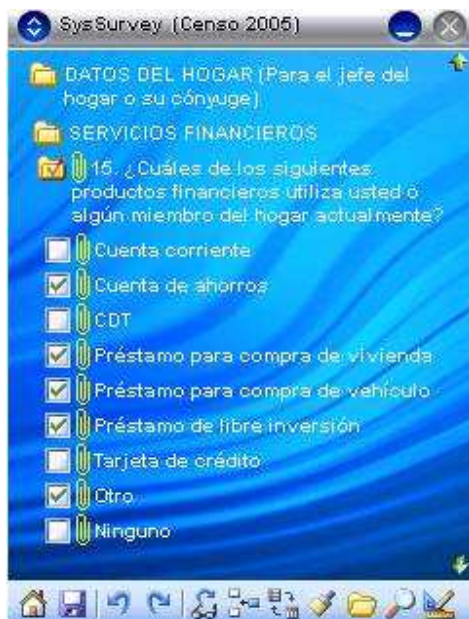 SysSurvey (Censo 2005)
DATOS DEL HOGAR (Para el jefe del
hogar o su cónyuge)
SERVICIOS FINANCIEROS
15. ¿Cuáles de los siguientes
productos financieros utiliza usted o
algún miembro del hogar actualmente?
Cuenta corriente
Cuenta de ahorros
CDT
Préstamo para compra de vivienda
Préstamo para compra de vehículo
Préstamo de libre inversión
Tarjeta de crédito
Otro
Ninguno